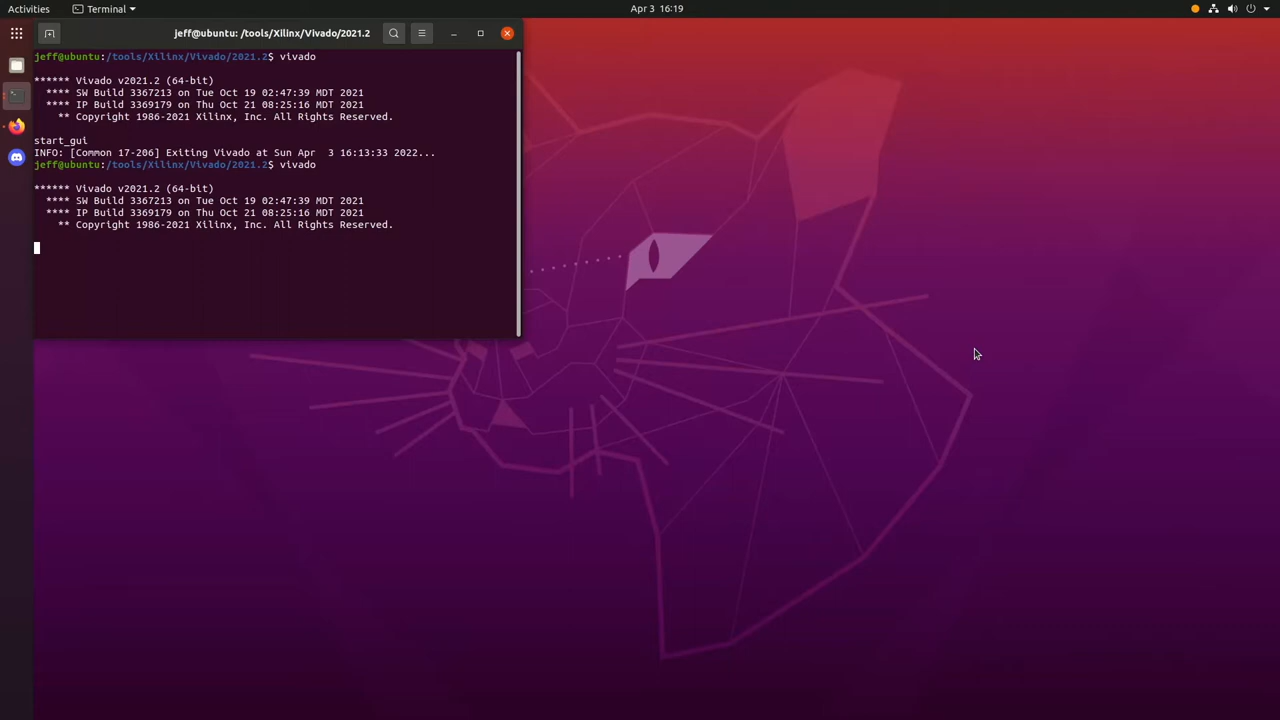 Activities
Terminal
Apr 3 16:19
jeff@ubuntu: /tools/Xilinx/Vivado/2021.2
jeff@ubuntu:/tools/Xilinx/Vivado/2021.2$ vivado
****** Vivado v2021.2 (64-bit)
**** SW Build 3367213 on Tue Oct 19 02:47:39 MDT 2021
**** IP Build 3369179 on Thu Oct 21 08:25:16 MDT 2021
** Copyright 1986-2021 Xilinx, Inc. All Rights Reserved.
start_gui
INFO: [Common 17-206] Exiting Vivado at Sun Apr  3 16:13:33 2022...
jeff@ubuntu:/tools/Xilinx/Vivado/2021.2$ vivado
****** Vivado v2021.2 (64-bit)
**** SW Build 3367213 on Tue Oct 19 02:47:39 MDT 2021
**** IP Build 3369179 on Thu Oct 21 08:25:16 MDT 2021
** Copyright 1986-2021 Xilinx, Inc. All Rights Reserved.